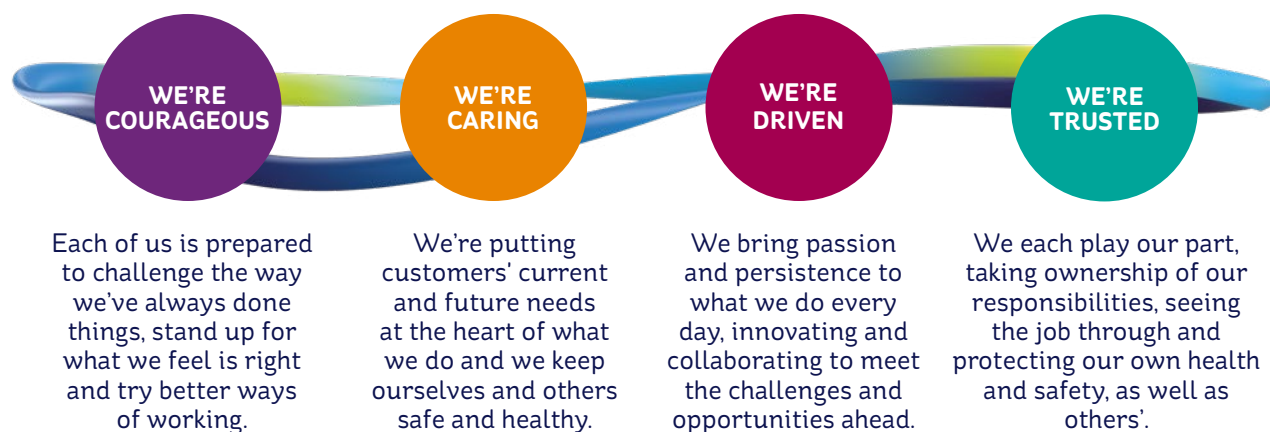 WE'RE
COURAGEOUS
Each of us is prepared
to challenge the way
we've always done
things, stand up for
what we feel is right
and try better ways
of working.
WE'RE
CARING
We're putting
customers' current
and future needs
at the heart of what
we do and we keep
ourselves and others
safe and healthy.
WE'RE
DRIVEN
We bring passion
and persistence to
what we do every
day, innovating and
collaborating to meet
the challenges and
opportunities ahead.
WE'RE
TRUSTED
We each play our part,
taking ownership of our
responsibilities, seeing
the job through and
protecting our own health
and safety, as well as
others'.